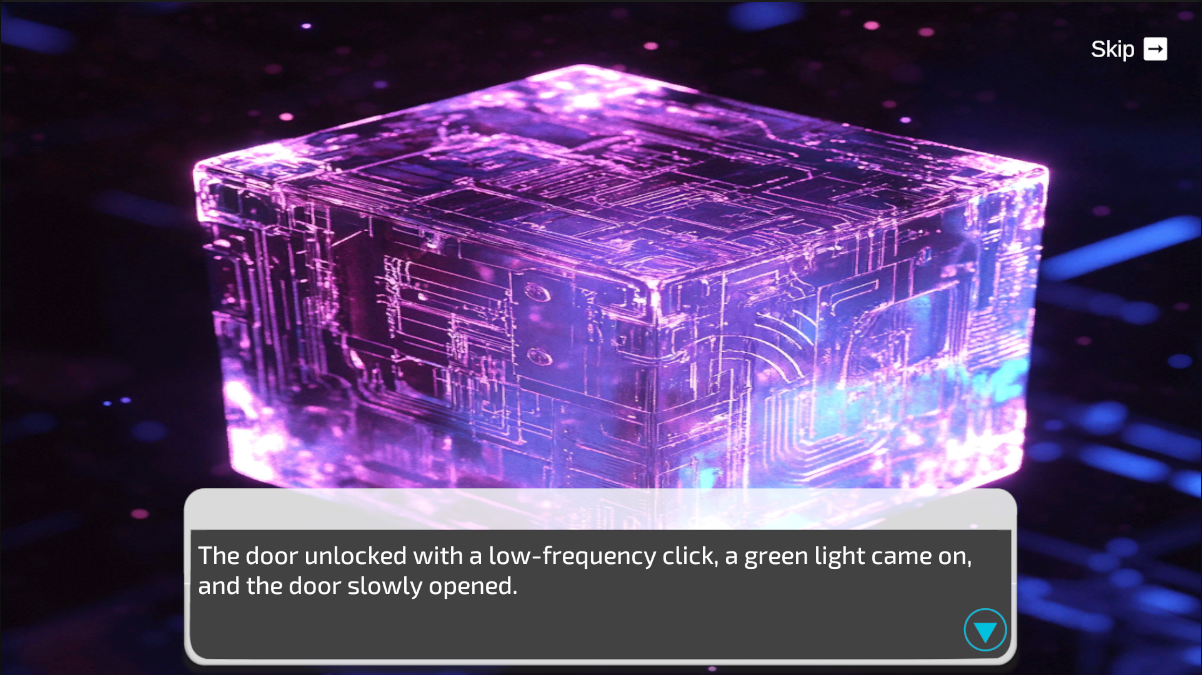 Skip
The door unlocked with a low-frequency click, a green light came on,
and the door slowly opened.